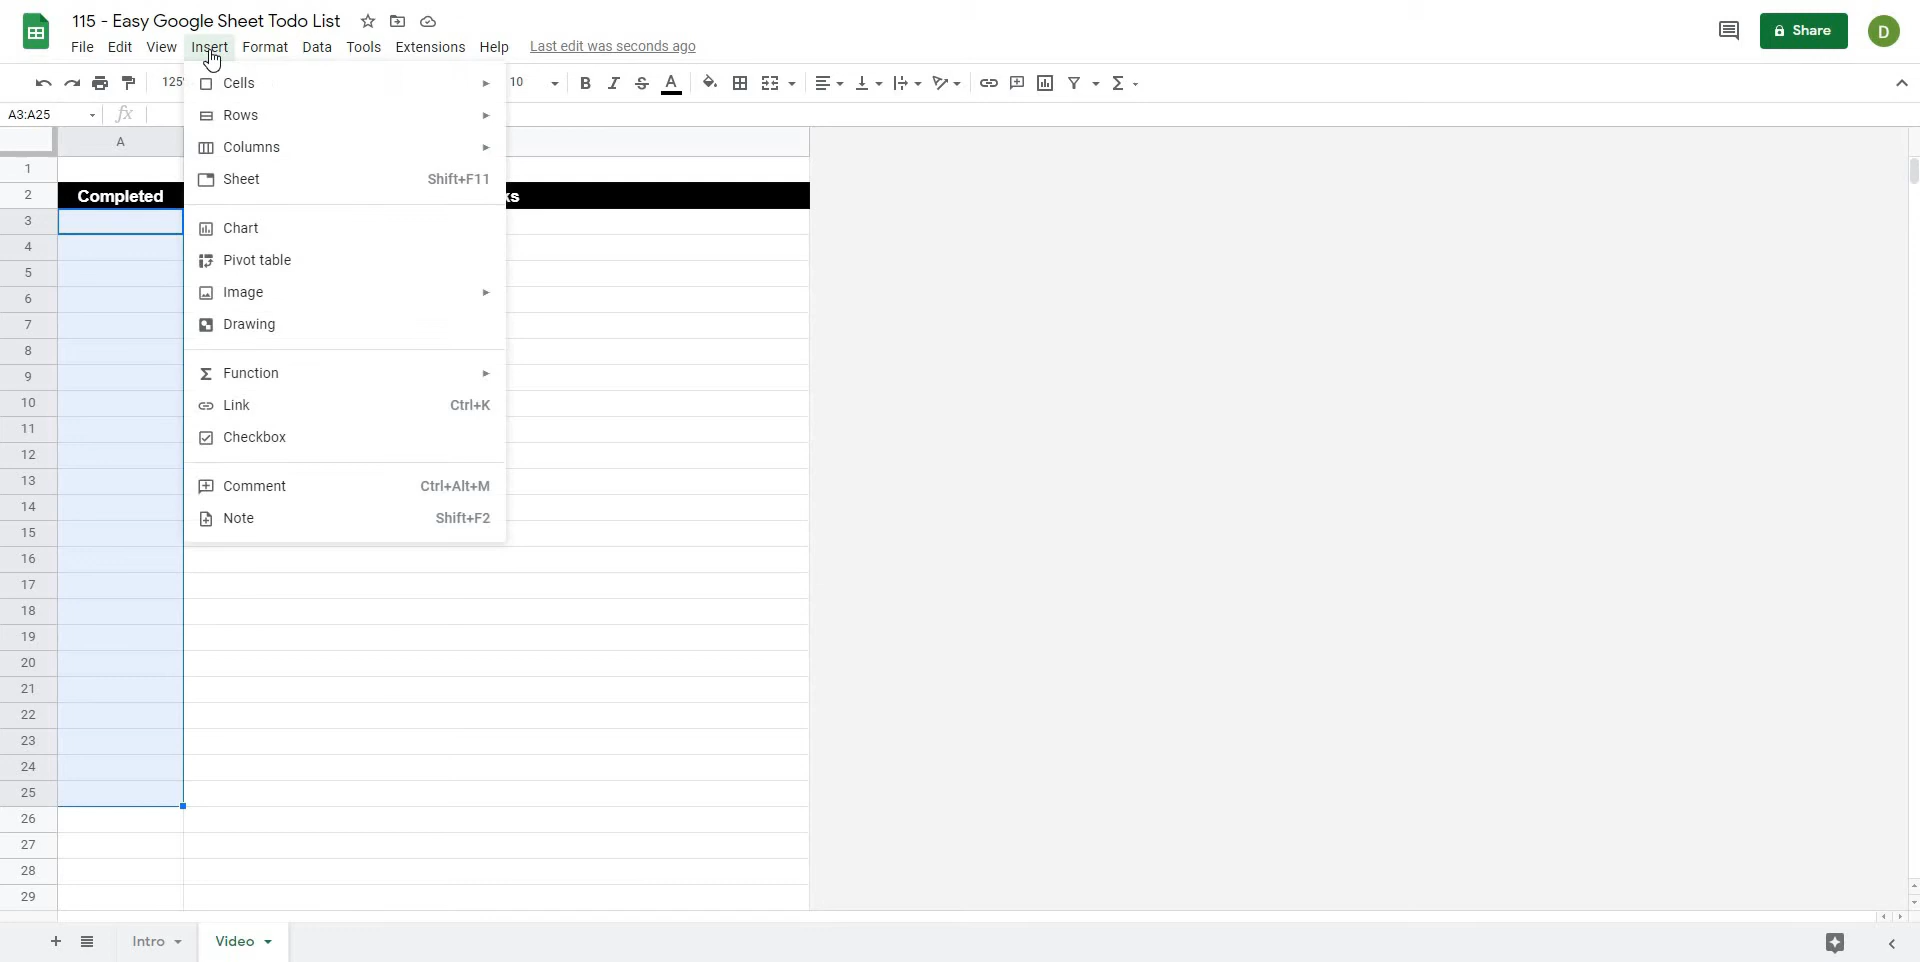 115 - Easy Google Sheet Todo List
File Edit View Insert Format Data Tools Extensions Help Last edit was seconds ago
Share
D
125
10
B I S A
A3:A25
fx
Cells
Rows
Columns
Sheet Shift+F11
Chart
Pivot table
Image
Drawing
Function
Link Ctrl+K
Checkbox
Comment Ctrl+Alt+M
Note Shift+F2
A
1
2 Completed ks
3
4
5
6
7
8
9
10
11
12
13
14
15
16
17
18
19
20
21
22
23
24
25
26
27
28
29
Intro Video